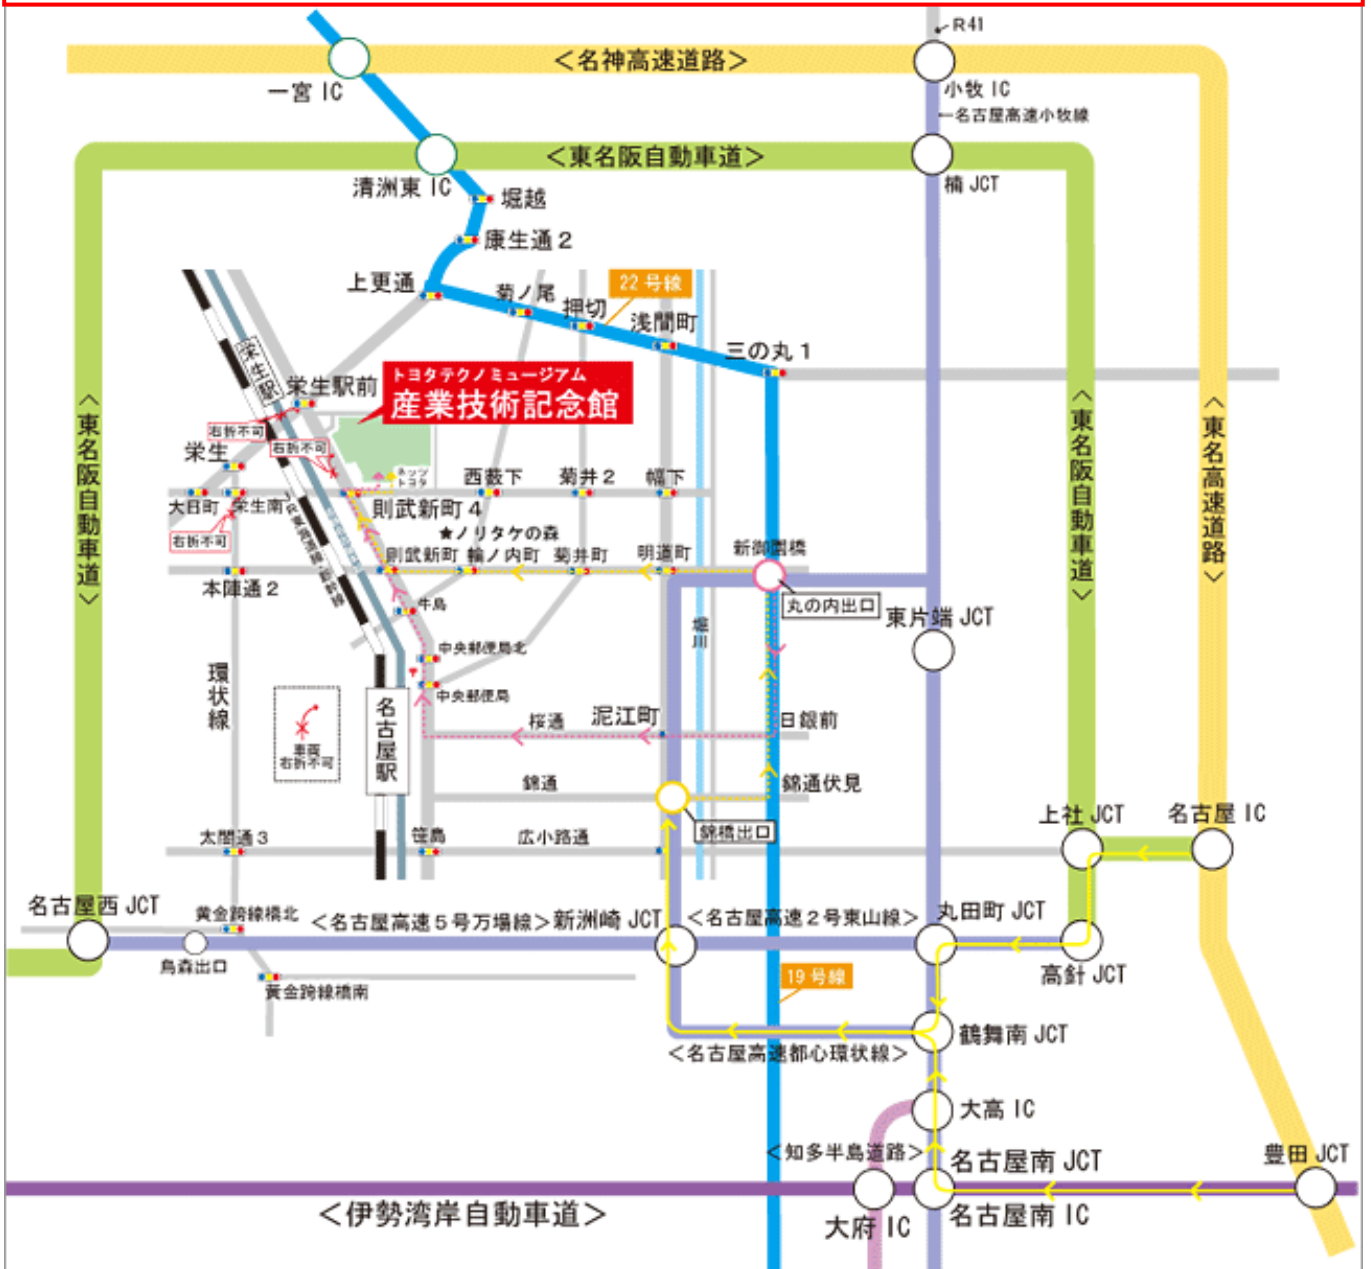 R41
＜名神高速道路＞
一宮 IC
小牧 IC
名古屋高速小牧線
＜東名阪自動車道＞
清洲東 IC
楠 JCT
堀越
康生通２
上更通
22 号線
菊ノ尾
押切
浅間町
三の丸１
栄生駅
トヨタテクノミュージアム
産業技術記念館
栄生駅前
＜東名阪自動車道＞
＜東名阪自動車道＞
＜東名高速道路＞
右折不可
右折不可
栄生
ネッツ
トヨタ
西薮下
菊井２
幅下
大日町
栄生南
則武新町４
右折不可
★ノリタケの森
則武新町
輪ノ内町
菊井町
明道町
新御園橋
本陣通２
丸の内出口
牛島
東片端 JCT
堀川
中央郵便局北
環状線
中央郵便局
名古屋駅
桜通
泥江町
日銀前
車両
右折不可
錦通
錦通伏見
上社 JCT
名古屋 IC
錦橋出口
太閤通３
笹島
広小路通
名古屋西 JCT
黄金跨線橋北
＜名古屋高速５号万場線＞
新洲崎 JCT
＜名古屋高速２号東山線＞
丸田町 JCT
烏森出口
高針 JCT
19 号線
黄金跨線橋南
鶴舞南 JCT
＜名古屋高速都心環状線＞
大高 IC
＜知多半島道路＞
名古屋南 JCT
豊田 JCT
＜伊勢湾岸自動車道＞
大府 IC
名古屋南 IC